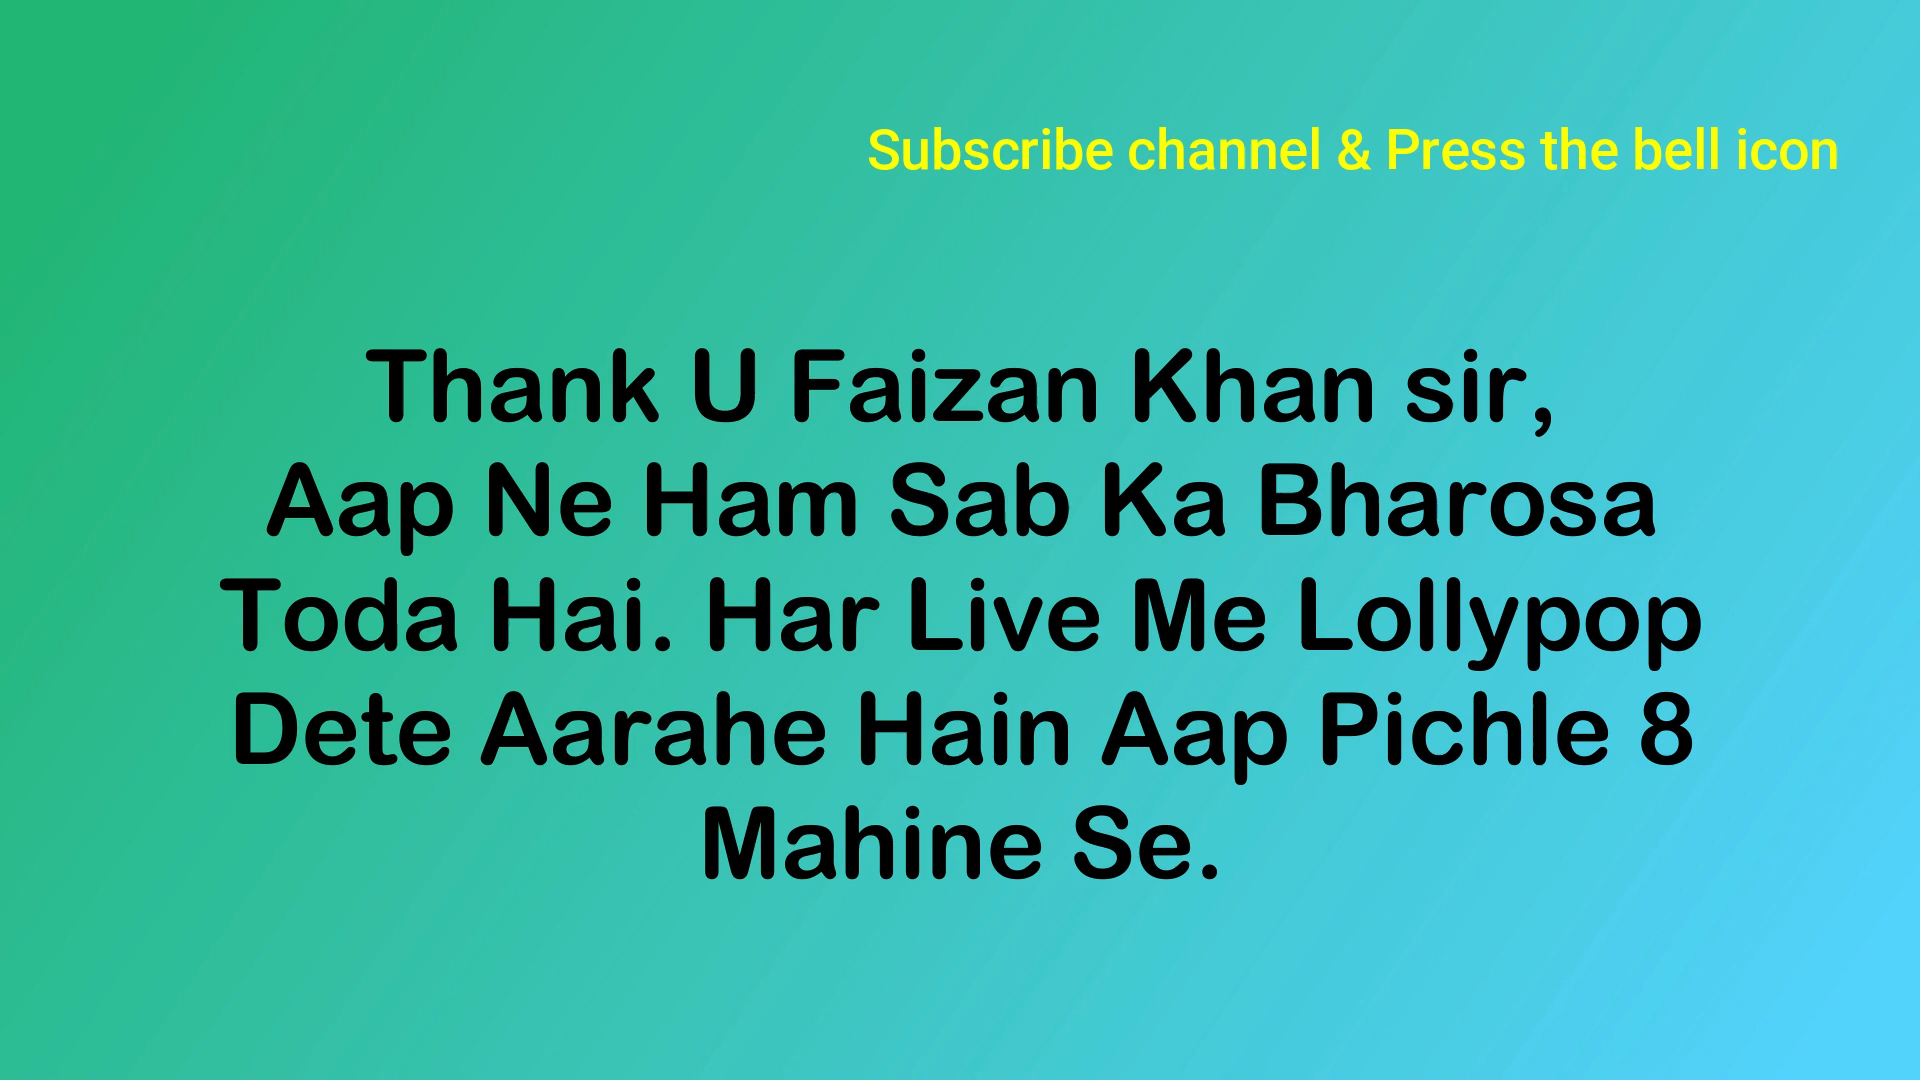 Subscribe channel & Press the bell icon
Thank U Faizan Khan sir,
Aap Ne Ham Sab Ka Bharosa
Toda Hai. Har Live Me Lollypop
Dete Aarahe Hain Aap Pichle 8
Mahine Se.